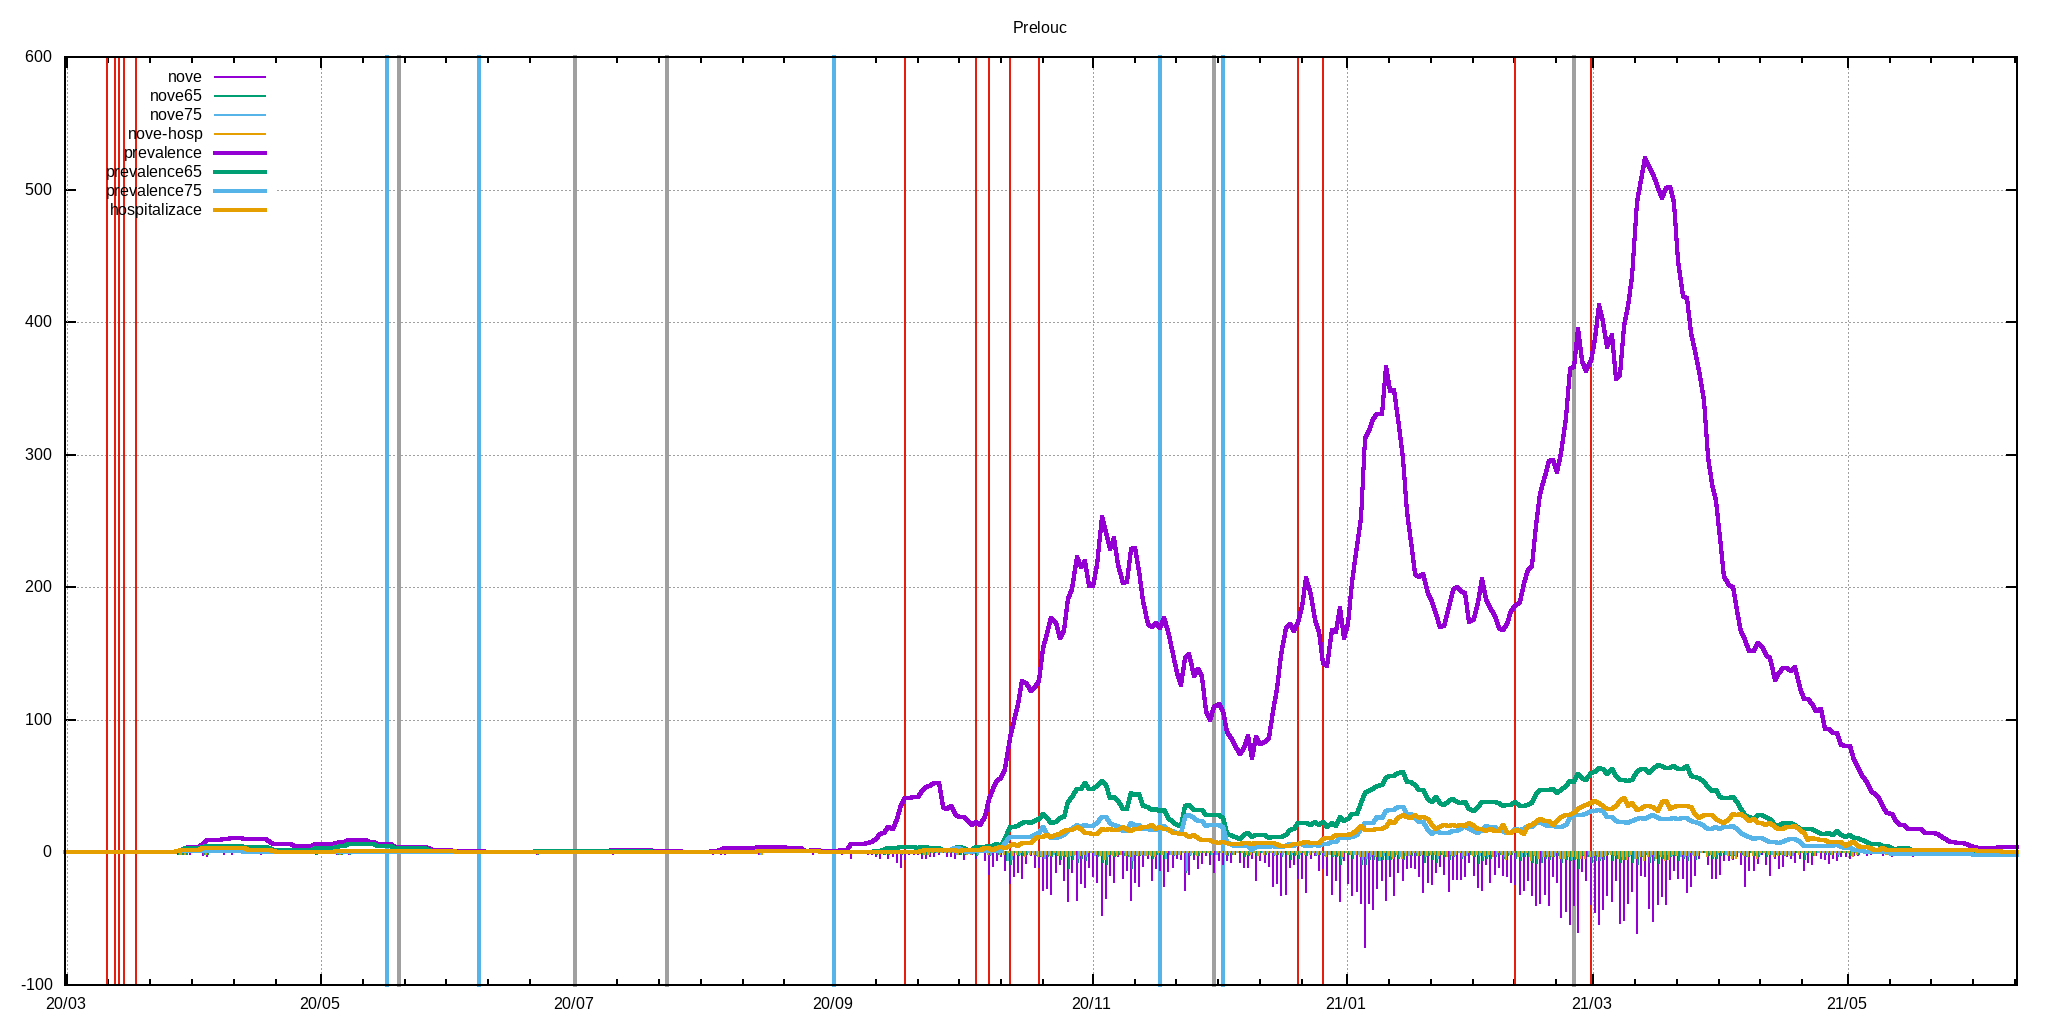 Prelouc
600
nove
nove65
nove75
nove-hosp
prevalence
prevalence65
prevalence75
hospitalizace
500
400
300
200
100
0
-100
20/03 20/05 20/07 20/09 20/11 21/01 21/03 21/05